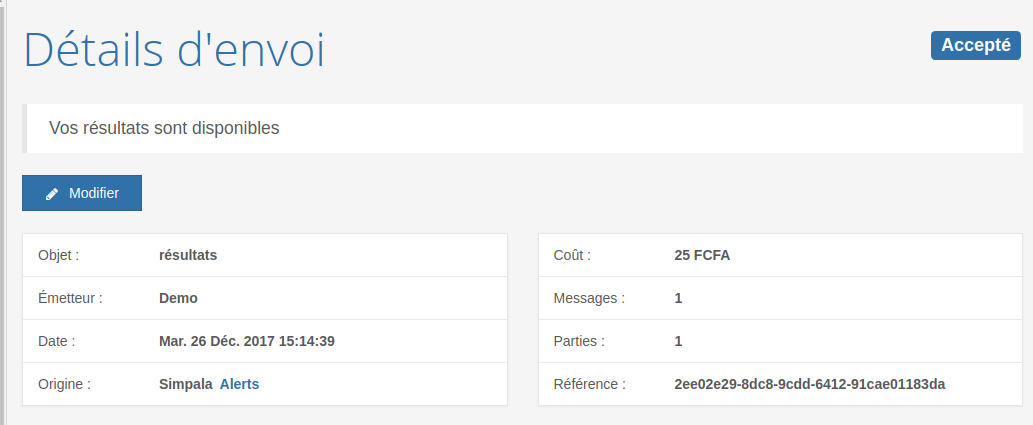 Détails d'envoi
Accepté
Vos résultats sont disponibles
Modifier
Objet : résultats
Émetteur : Demo
Date : Mar. 26 Déc. 2017 15:14:39
Origine : Simpala Alerts
Coût : 25 FCFA
Messages : 1
Parties : 1
Référence : 2ee02e29-8dc8-9cdd-6412-91cae01183da